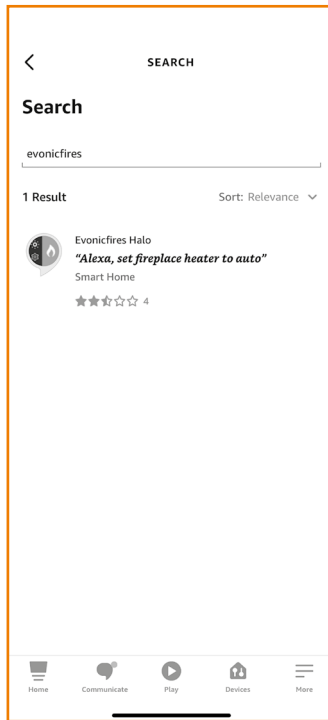 SEARCH
Search
evonicfires
1 Result
Sort: Relevance
Evonicfires Halo
“Alexa, set fireplace heater to auto”
Smart Home
4
Home Communicate Play Devices More